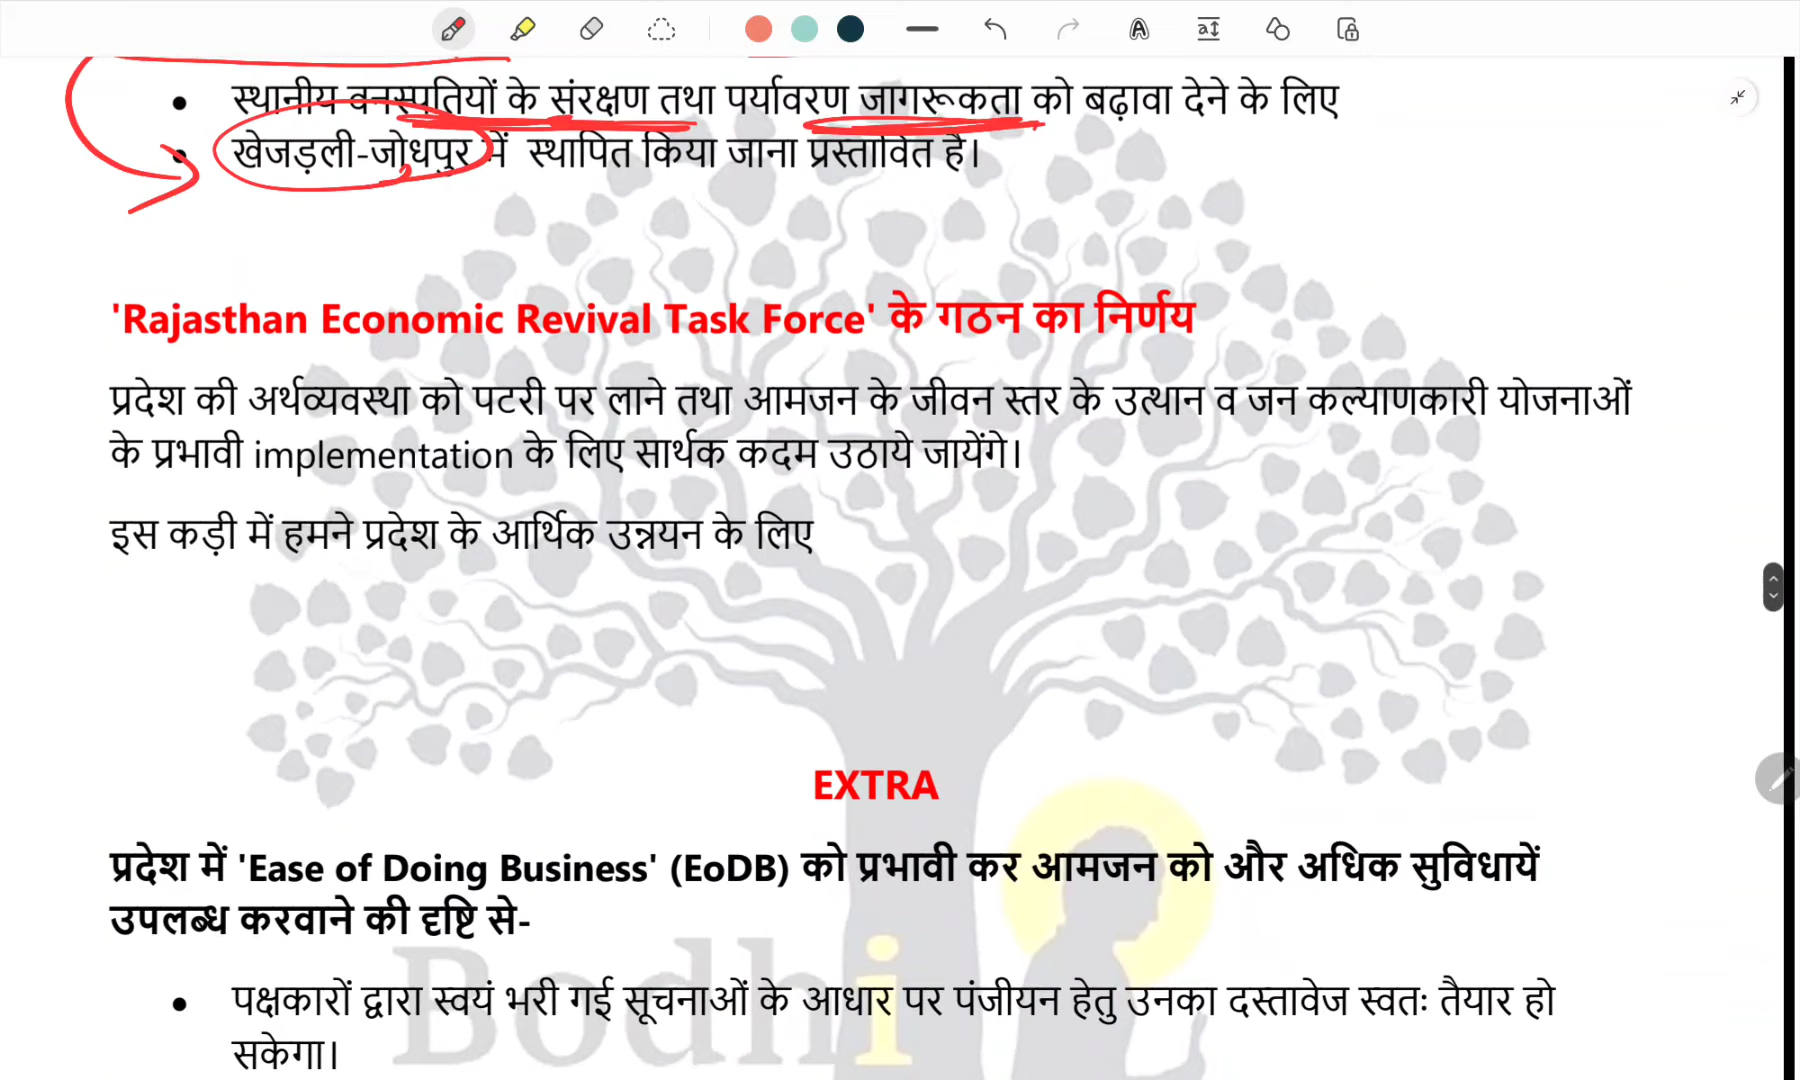 स्थानीय वनस्पतियों के संरक्षण तथा पर्यावरण जागरूकता को बढ़ावा देने के लिए
खेजड़ली-जोधपुर में स्थापित किया जाना प्रस्तावित है।
'Rajasthan Economic Revival Task Force' के गठन का निर्णय
प्रदेश की अर्थव्यवस्था को पटरी पर लाने तथा आमजन के जीवन स्तर के उत्थान व जन कल्याणकारी योजनाओं
के प्रभावी implementation के लिए सार्थक कदम उठाये जायेंगे।
इस कड़ी में हमने प्रदेश के आर्थिक उन्नयन के लिए
EXTRA
प्रदेश में 'Ease of Doing Business' (EoDB) को प्रभावी कर आमजन को और अधिक सुविधायें
उपलब्ध करवाने की दृष्टि से-
Bodhi
पक्षकारों द्वारा स्वयं भरी गई सूचनाओं के आधार पर पंजीयन हेतु उनका दस्तावेज स्वतः तैयार हो
सकेगा।